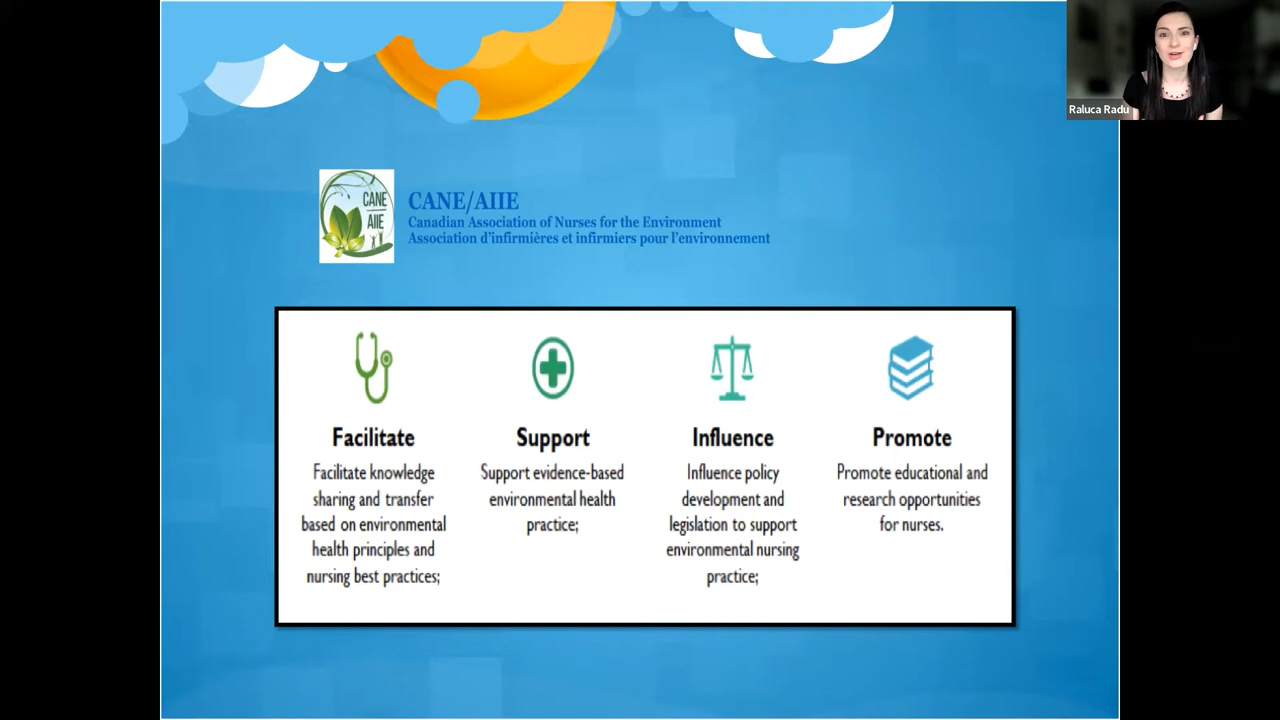 Raluca Radu
CANE
AIIE
CANE/AIIE
Canadian Association of Nurses for the Environment
Association d'infirmières et infirmiers pour l'environnement
Facilitate
Facilitate knowledge
sharing and transfer
based on environmental
health principles and
nursing best practices;
Support
Support evidence-based
environmental health
practice;
Influence
Influence policy
development and
legislation to support
environmental nursing
practice;
Promote
Promote educational and
research opportunities
for nurses.